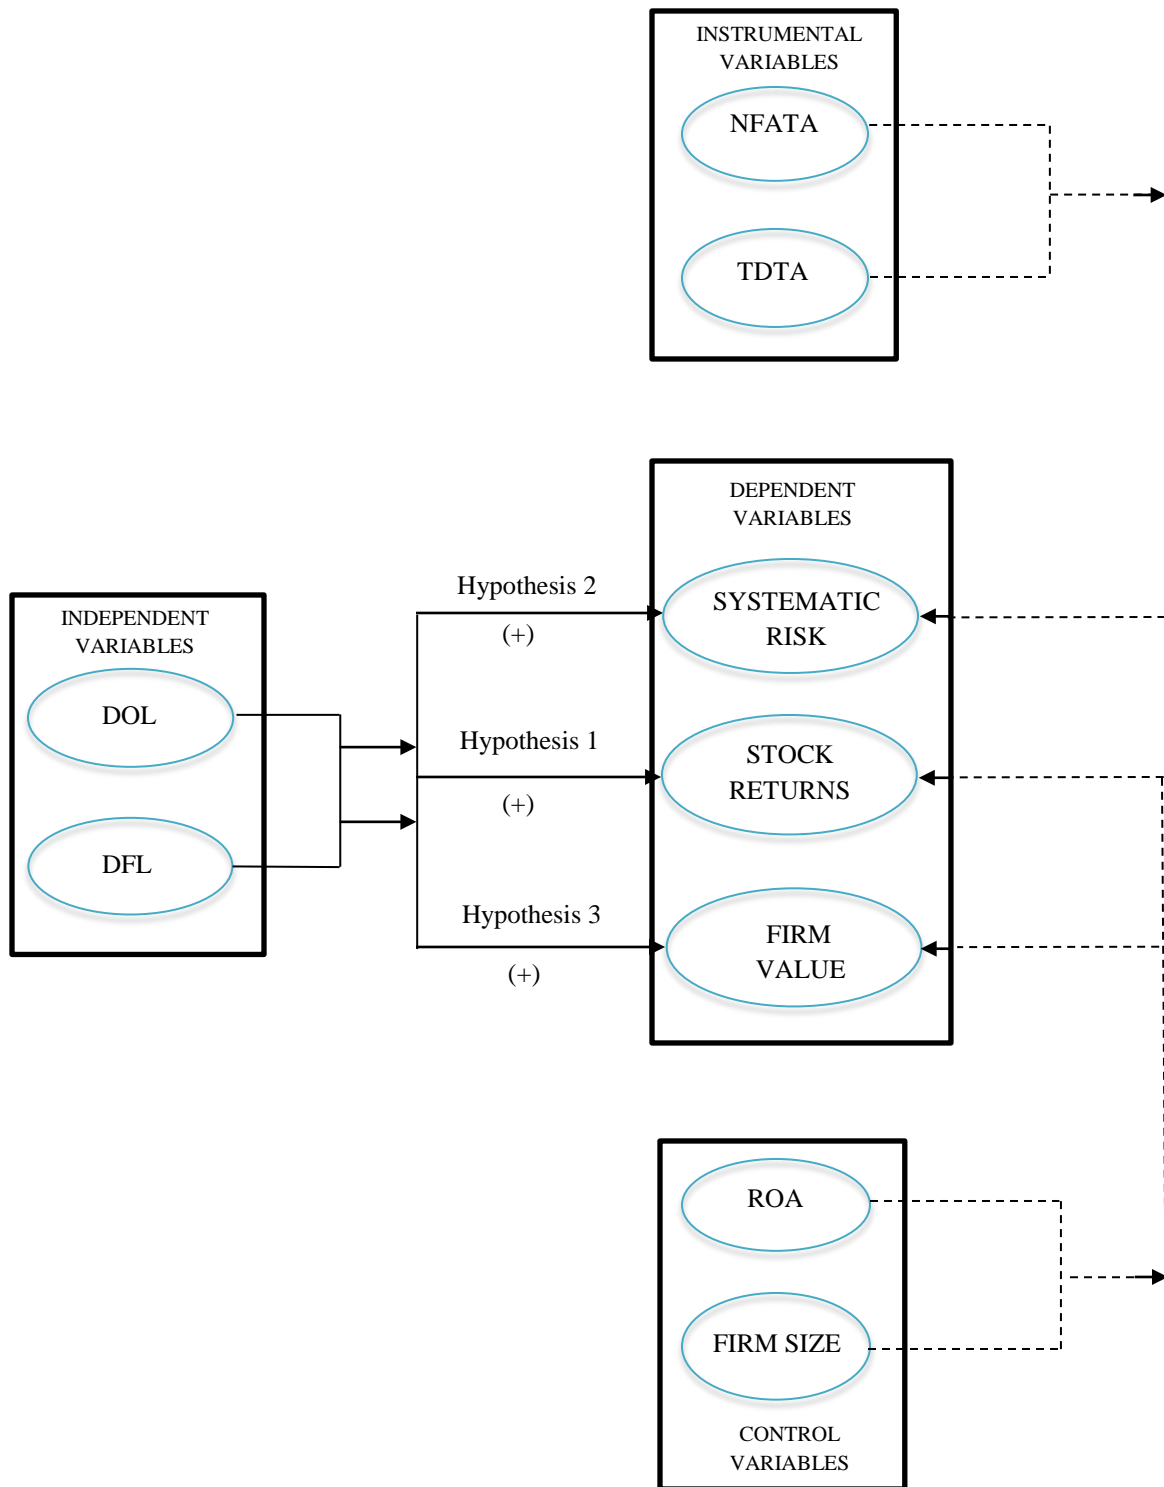 INSTRUMENTAL
VARIABLES
NFATA
TDTA
DEPENDENT
VARIABLES
SYSTEMATIC
RISK
STOCK
RETURNS
FIRM
VALUE
Hypothesis 2
(+)
Hypothesis 1
(+)
Hypothesis 3
(+)
INDEPENDENT
VARIABLES
DOL
DFL
ROA
FIRM SIZE
CONTROL
VARIABLES